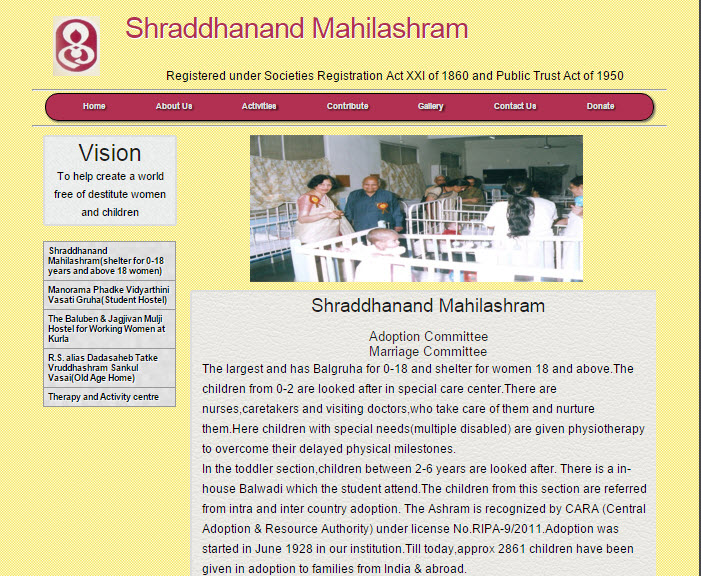 Shraddhanand Mahilashram
Registered under Societies Registration Act XXI of 1860 and Public Trust Act of 1950
Home About Us Activities Contribute Gallery Contact Us Donate
Vision
To help create a world
free of destitute women
and children
Shraddhanand
Mahilashram(shelter for 0-18
years and above 18 women)
Manorama Phadke Vidyarthini
Vasati Gruha(Student Hostel)
The Baluben & Jagjivan Mulji
Hostel for Working Women at
Kurla
R.S. alias Dadasaheb Tatke
Vruddhashram Sankul
Vasai(Old Age Home)
Therapy and Activity centre
Shraddhanand Mahilashram
Adoption Committee
Marriage Committee
The largest and has Balgruha for 0-18 and shelter for women 18 and above.The
children from 0-2 are looked after in special care center.There are
nurses,caretakers and visiting doctors,who take care of them and nurture
them.Here children with special needs(multiple disabled) are given physiotherapy
to overcome their delayed physical milestones.
In the toddler section,children between 2-6 years are looked after. There is a in-
house Balwadi which the student attend.The children from this section are referred
from intra and inter country adoption. The Ashram is recognized by CARA (Central
Adoption & Resource Authority) under license No.RIPA-9/2011.Adoption was
started in June 1928 in our institution.Till today,approx 2861 children have been
given in adoption to families from India & abroad.